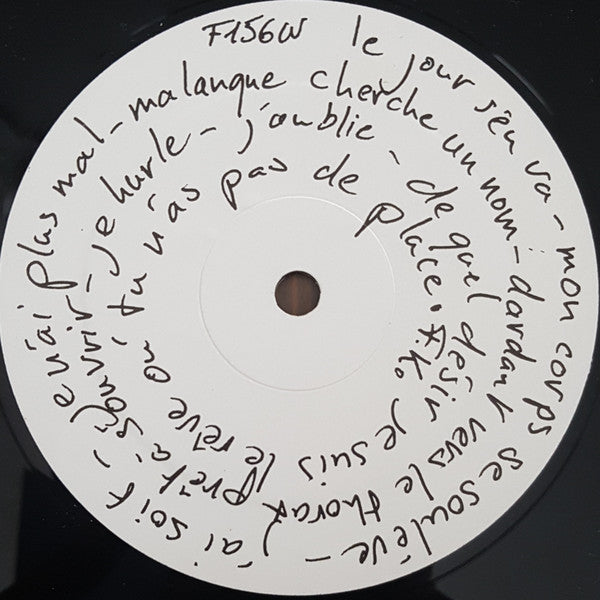 F156W
le jour s'en va - mon corps se soulève - j'ai soif - Je n'ai plus mal - malangue cherche un nom - dardant vers le thorax prêt à s'ouvrir - je hurle - j'oublie - de quel désir je suis le rêve où tu n'as pas de place. F.K.